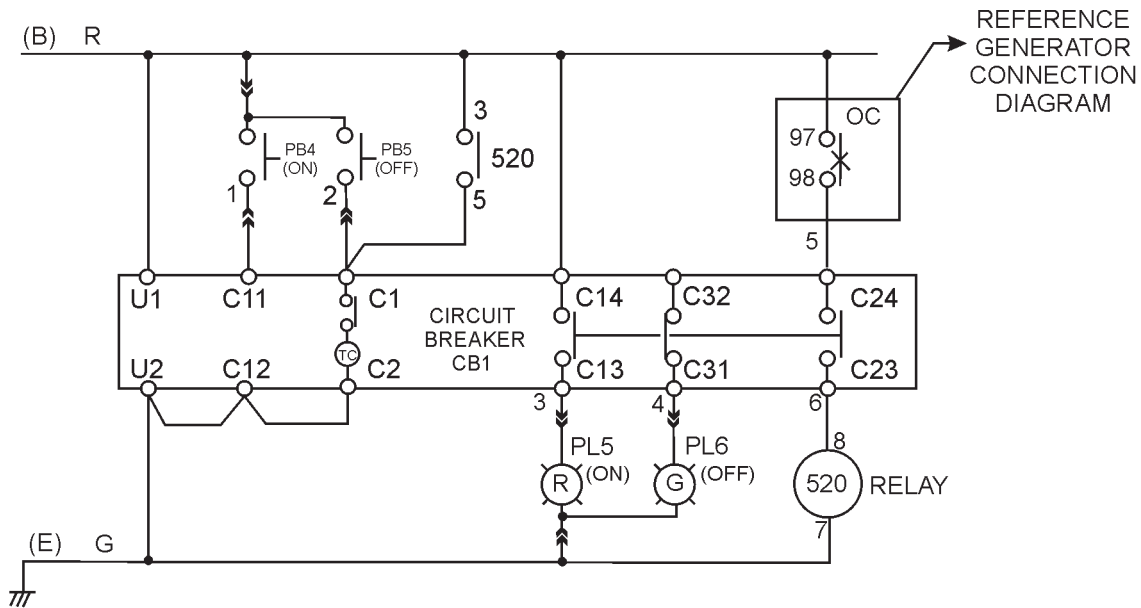 REFERENCE
GENERATOR
CONNECTION
DIAGRAM
(B) R
OC
97
98
3
PB4
(ON)
PB5
(OFF)
520
1
2
5
5
U1
C11
C1
C14
C32
C24
CIRCUIT
BREAKER
CB1
TC
U2
C12
C2
C13
C31
C23
3
4
6
PL5
(ON)
PL6
(OFF)
8
R
G
520
RELAY
7
(E) G